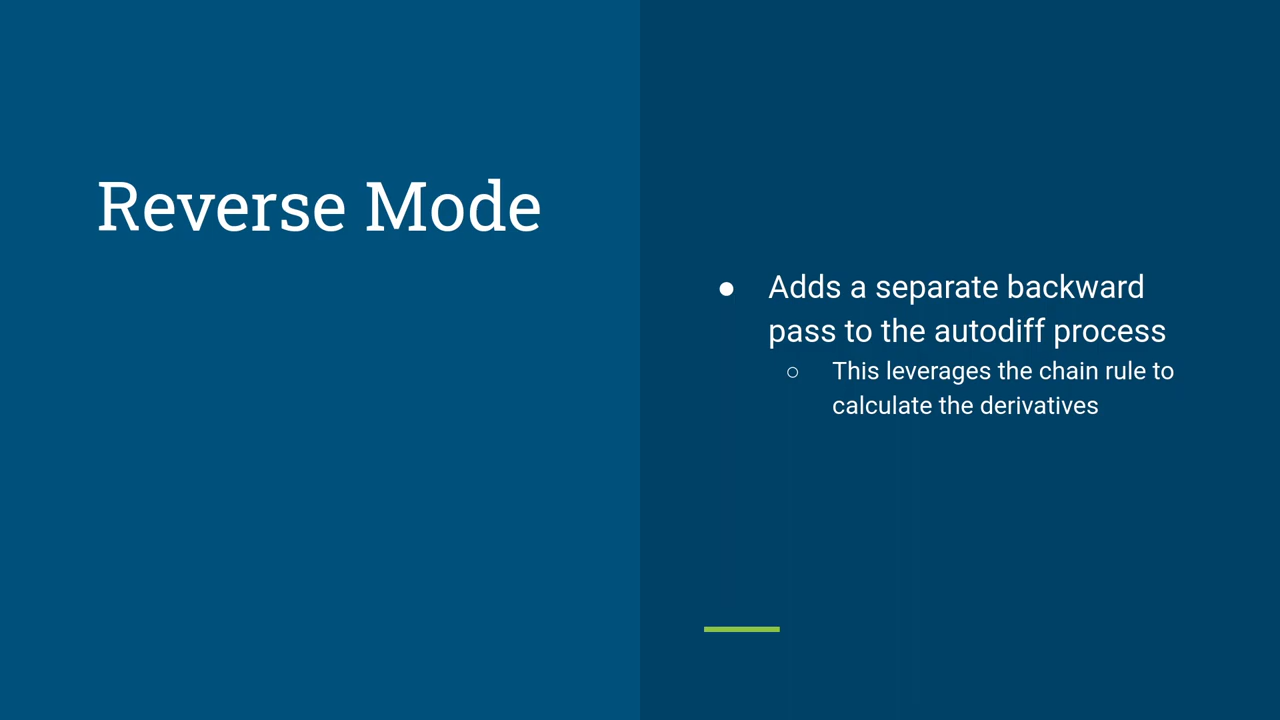 Reverse Mode
● Adds a separate backward
pass to the autodiff process
○ This leverages the chain rule to
calculate the derivatives